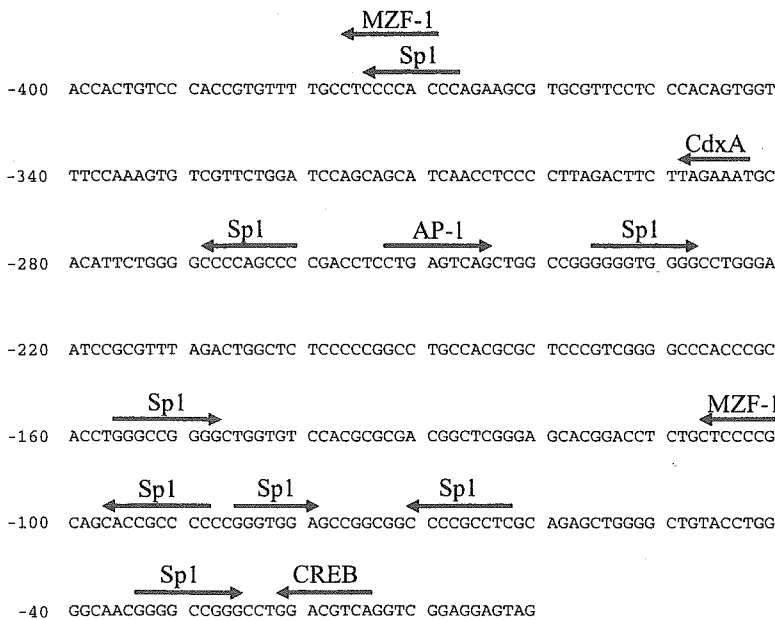 MZF-1
Sp1
-400 ACCACTGTCCC CACCGTGTTTT TGCCTCCCCA CCCAGAAGCG TGCGTTCCTC CCACAGTGGT
CdxA
-340 TTCCAAAGTG TCGTTCTGGA TCCAGCAGCA TCAACCTCCC CTTAGACTTC TTAGAAATGC
Sp1 AP-1 Sp1
-280 ACATTCTGGG GCCCCAGCCC CGACCTCCTG AGTCAGCTGG CCGGGGGGTG GGGCCTGGGA
-220 ATCCGCGTTT AGACTGGCTC TCCCCCGGCC TGCCACGCGC TCCCGTCGGG GCCCACCCGC
Sp1 MZF-1
-160 ACCTGGGCCG GGGCTGGTGT CCACGCGCGA CGGCTCGGGA GCACGGACCT CTGCTCCCCG
Sp1 Sp1 Sp1
-100 CAGCACCGCC CCCCGGGTGG AGCCGGCGGC CCCCGCCTCGC AGAGCTGGGG CTGTACCTGG
Sp1 CREB
-40 GGCAACGGGG CCGGGCCTGG ACGTCAGGTC GGAGGAGTAG